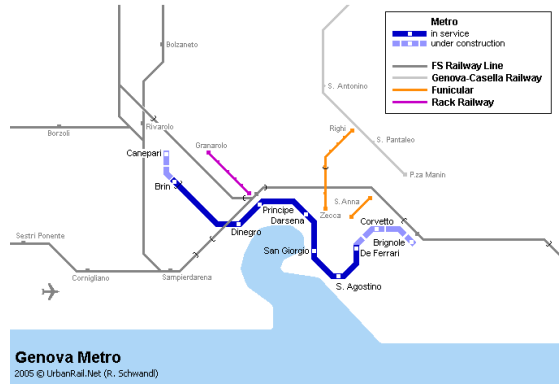 Metro
in service
under construction
FS Railway Line
Genova-Casella Railway
Funicular
Rack Railway
Bolzaneto
S. Antonino
Borzoli
Rivarolo
Righi
S. Pantaleo
Canepari
Granarolo
P.za Manin
Brin
S.Anna
Principe
Darsena
Zecca
Corvetto
Dinegro
Brignole
Sestri Ponente
San Giorgio
De Ferrari
Cornigliano
Sampierdarena
S. Agostino
Genova Metro
2005 © UrbanRail.Net (R. Schwandl)